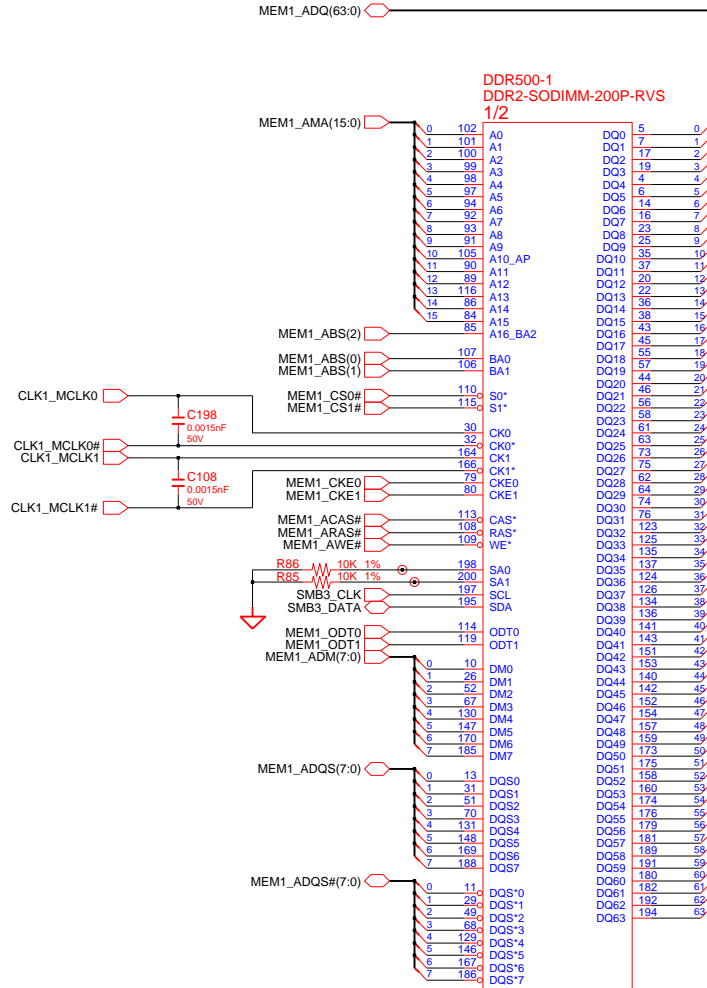 MEM1_ADQ(63:0)
DDR500-1
DDR2-SODIMM-200P-RVS
1/2
MEM1_AMA(15:0)
0 102 A0
1 101 A1
2 100 A2
3 99 A3
4 98 A4
5 97 A5
6 94 A6
7 92 A7
8 93 A8
9 91 A9
10 105 A10_AP
11 90 A11
12 89 A12
13 116 A13
14 86 A14
15 84 A15
MEM1_ABS(2) 85 A16_BA2
MEM1_ABS(0) 107 BA0
MEM1_ABS(1) 106 BA1
MEM1_CS0# 110 S0*
MEM1_CS1# 115 S1*
CLK1_MCLK0
C198
0.0015nF
50V
30 CK0
CLK1_MCLK0# 32 CK0*
CLK1_MCLK1 164 CK1
C108
0.0015nF
50V
166 CK1*
CLK1_MCLK1#
MEM1_CKE0 79 CKE0
MEM1_CKE1 80 CKE1
MEM1_ACAS# 113 CAS*
MEM1_ARAS# 108 RAS*
MEM1_AWE# 109 WE*
R86 10K 1% 198 SA0
R85 10K 1% 200 SA1
SMB3_CLK 197 SCL
SMB3_DATA 195 SDA
MEM1_ODT0 114 ODT0
MEM1_ODT1 119 ODT1
MEM1_ADM(7:0)
0 10 DM0
1 26 DM1
2 52 DM2
3 67 DM3
4 130 DM4
5 147 DM5
6 170 DM6
7 185 DM7
MEM1_ADQS(7:0)
0 13 DQS0
1 31 DQS1
2 51 DQS2
3 70 DQS3
4 131 DQS4
5 148 DQS5
6 169 DQS6
7 188 DQS7
MEM1_ADQS#(7:0)
0 11 DQS*0
1 29 DQS*1
2 49 DQS*2
3 68 DQS*3
4 129 DQS*4
5 146 DQS*5
6 167 DQS*6
7 186 DQS*7
DQ0 5 0
DQ1 7 1
DQ2 17 2
DQ3 19 3
DQ4 4 4
DQ5 6 5
DQ6 14 6
DQ7 16 7
DQ8 23 8
DQ9 25 9
DQ10 35 10
DQ11 37 11
DQ12 20 12
DQ13 22 13
DQ14 36 14
DQ15 38 15
DQ16 43 16
DQ17 45 17
DQ18 55 18
DQ19 57 19
DQ20 44 20
DQ21 46 21
DQ22 56 22
DQ23 58 23
DQ24 61 24
DQ25 63 25
DQ26 73 26
DQ27 75 27
DQ28 62 28
DQ29 64 29
DQ30 74 30
DQ31 76 31
DQ32 123 32
DQ33 125 33
DQ34 135 34
DQ35 137 35
DQ36 124 36
DQ37 126 37
DQ38 134 38
DQ39 136 39
DQ40 141 40
DQ41 143 41
DQ42 151 42
DQ43 153 43
DQ44 140 44
DQ45 142 45
DQ46 152 46
DQ47 154 47
DQ48 157 48
DQ49 159 49
DQ50 173 50
DQ51 175 51
DQ52 158 52
DQ53 160 53
DQ54 174 54
DQ55 176 55
DQ56 179 56
DQ57 181 57
DQ58 189 58
DQ59 191 59
DQ60 180 60
DQ61 182 61
DQ62 192 62
DQ63 194 63